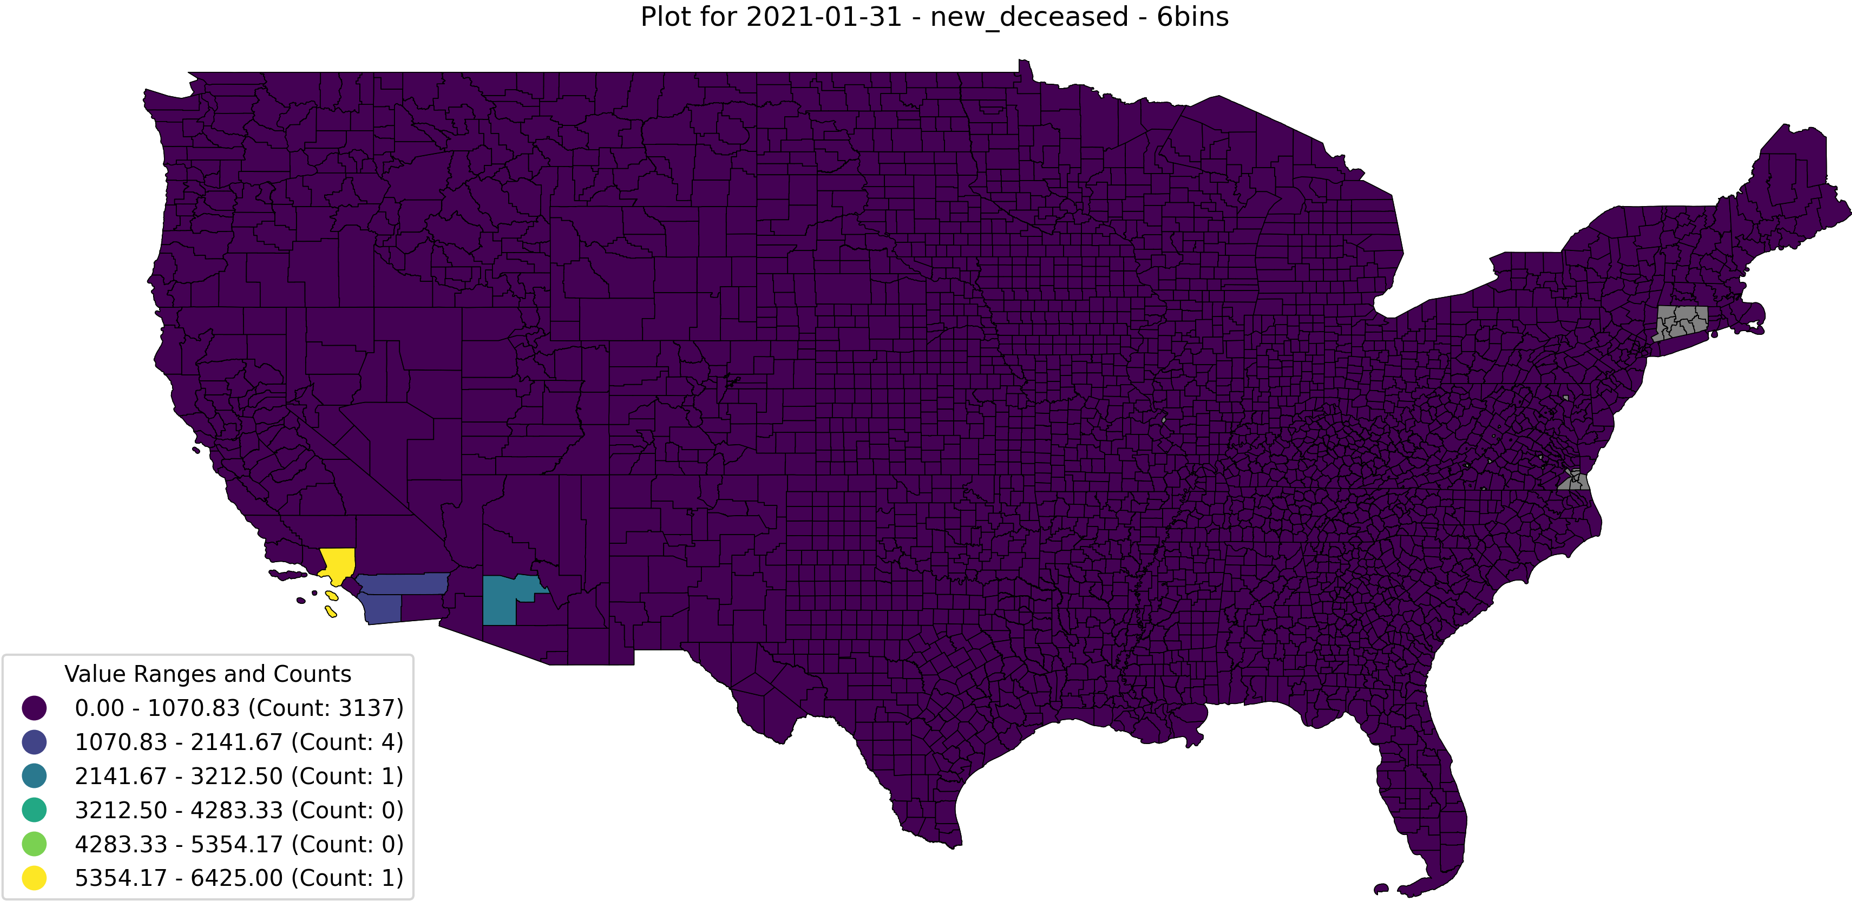 Plot for 2021-01-31 - new_deceased - 6bins
Value Ranges and Counts
0.00 - 1070.83 (Count: 3137)
1070.83 - 2141.67 (Count: 4)
2141.67 - 3212.50 (Count: 1)
3212.50 - 4283.33 (Count: 0)
4283.33 - 5354.17 (Count: 0)
5354.17 - 6425.00 (Count: 1)